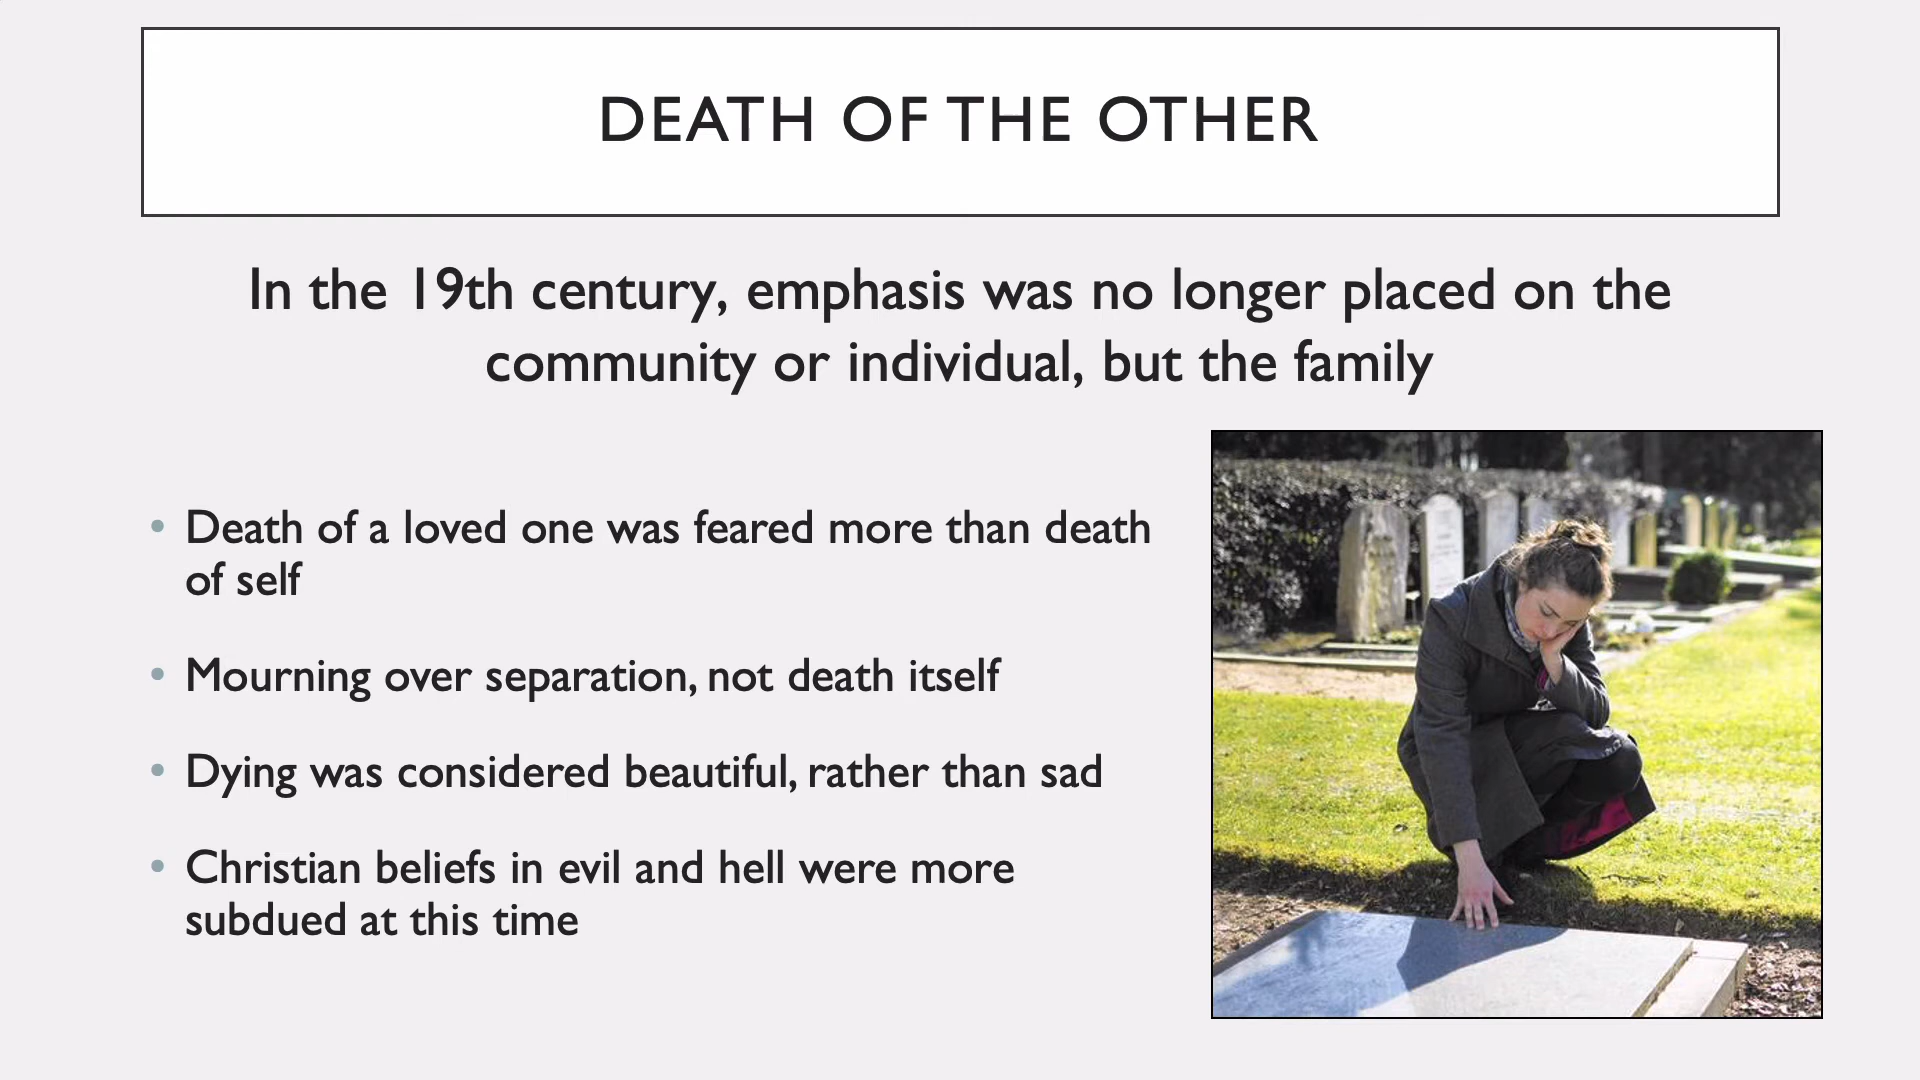 DEATH OF THE OTHER
In the 19th century, emphasis was no longer placed on the
community or individual, but the family
• Death of a loved one was feared more than death
of self
• Mourning over separation, not death itself
• Dying was considered beautiful, rather than sad
• Christian beliefs in evil and hell were more
subdued at this time